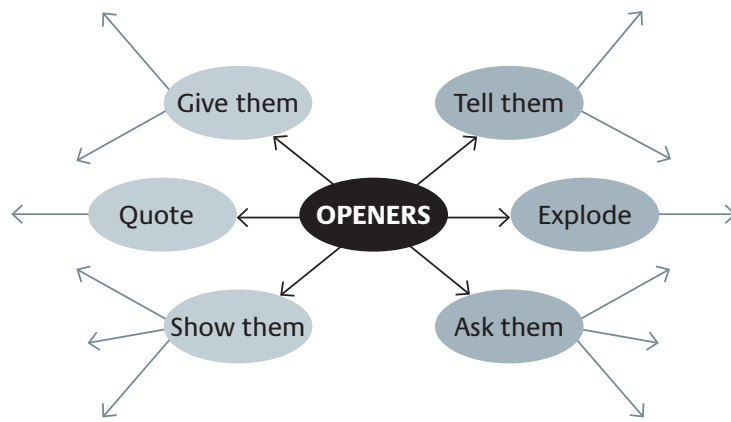 Give them
Tell them
Quote
OPENERS
Explode
Show them
Ask them